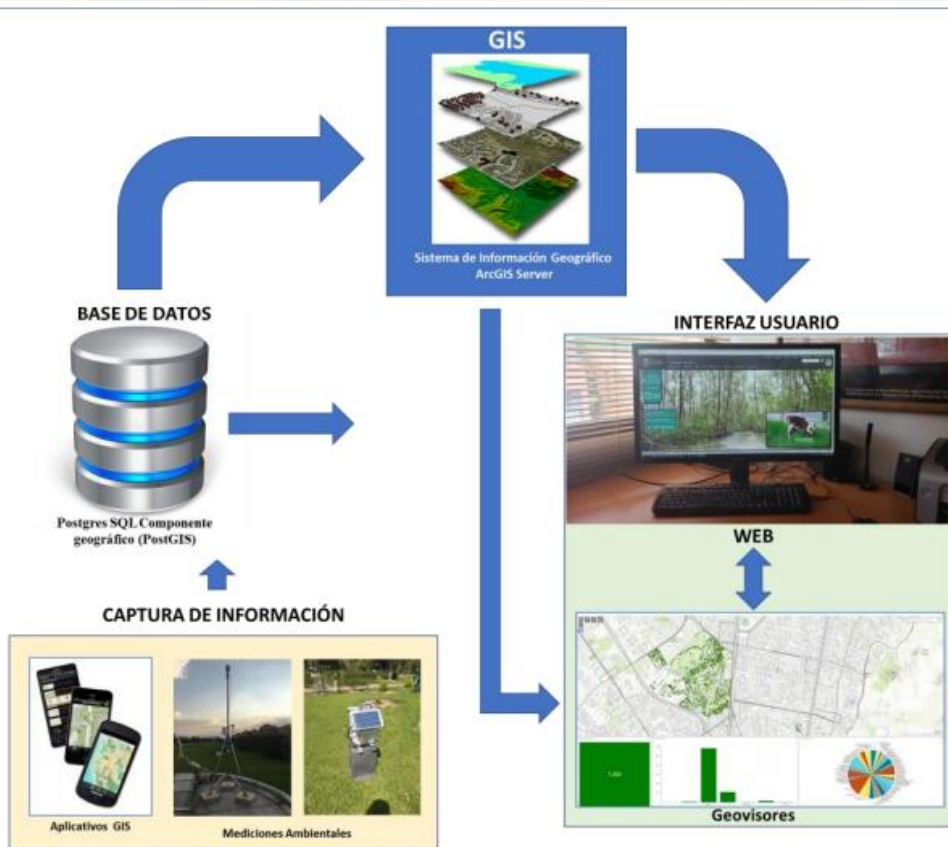 GIS
Sistema de Información Geográfico
ArcGIS Server
BASE DE DATOS
Postgres SQL Componente
geográfico (PostGIS)
INTERFAZ USUARIO
WEB
CAPTURA DE INFORMACIÓN
Aplicativos GIS
Mediciones Ambientales
Geovisores